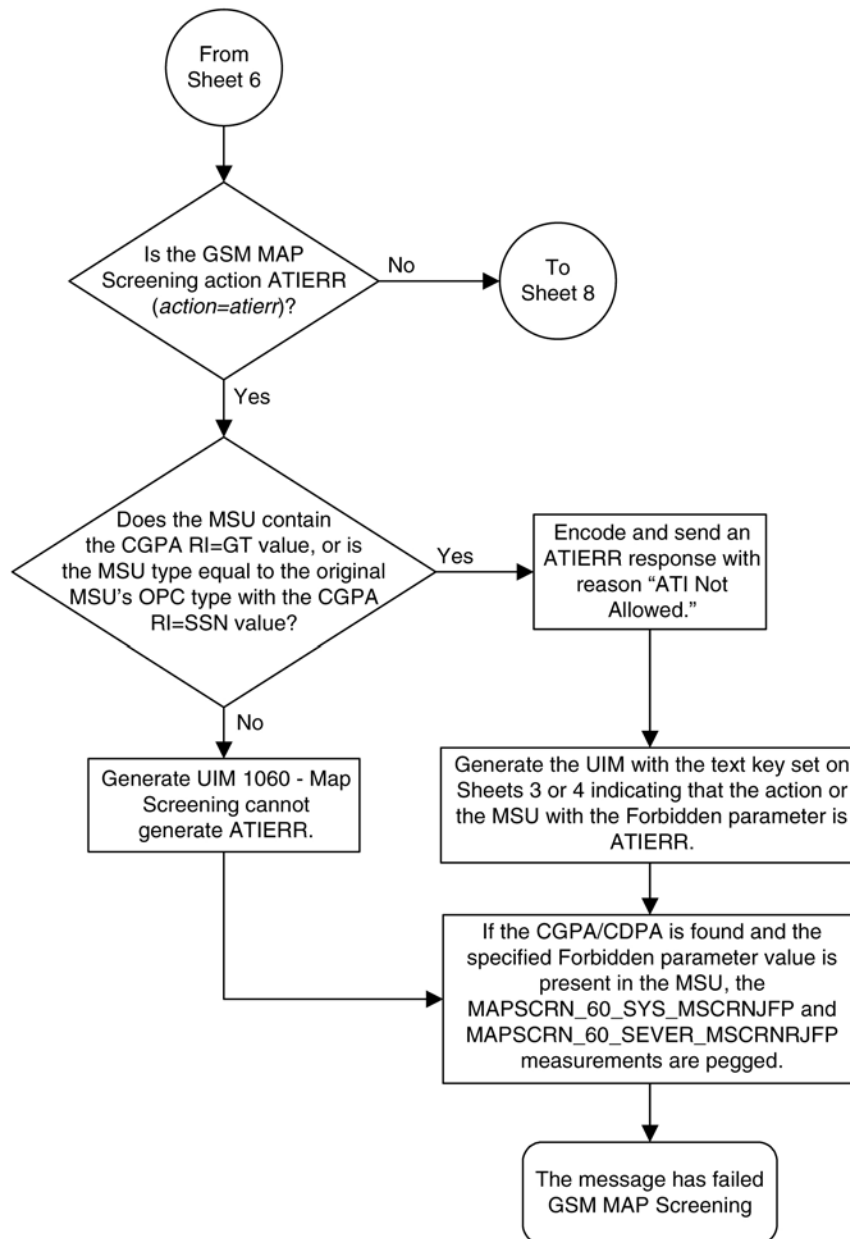 From
Sheet 6
Is the GSM MAP
Screening action ATIERR
(action=atierr)?
No
To
Sheet 8
Yes
Does the MSU contain
the CGPA RI=GT value, or is
the MSU type equal to the original
MSU's OPC type with the CGPA
RI=SSN value?
Yes
Encode and send an
ATIERR response with
reason “ATI Not
Allowed.”
No
Generate UIM 1060 - Map
Screening cannot
generate ATIERR.
Generate the UIM with the text key set on
Sheets 3 or 4 indicating that the action or
the MSU with the Forbidden parameter is
ATIERR.
If the CGPA/CDPA is found and the
specified Forbidden parameter value is
present in the MSU, the
MAPSCRN_60_SYS_MSCRNJFP and
MAPSCRN_60_SEVER_MSCRNRJFP
measurements are pegged.
The message has failed
GSM MAP Screening